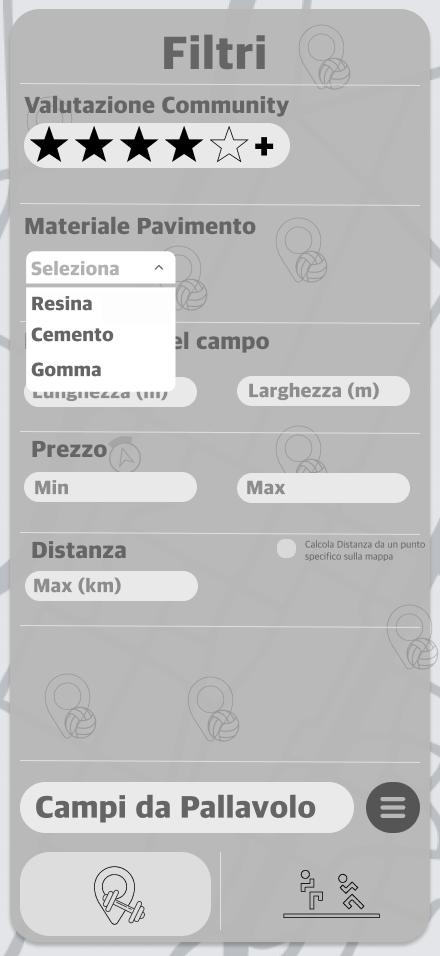 Filtri
Valutazione Community
Materiale Pavimento
Seleziona
Resina
Cemento
Gomma
el campo
Lunghezza (m)
Larghezza (m)
Prezzo
Min
Max
Distanza
Calcola Distanza da un punto
specifico sulla mappa
Max (km)
Campi da Pallavolo